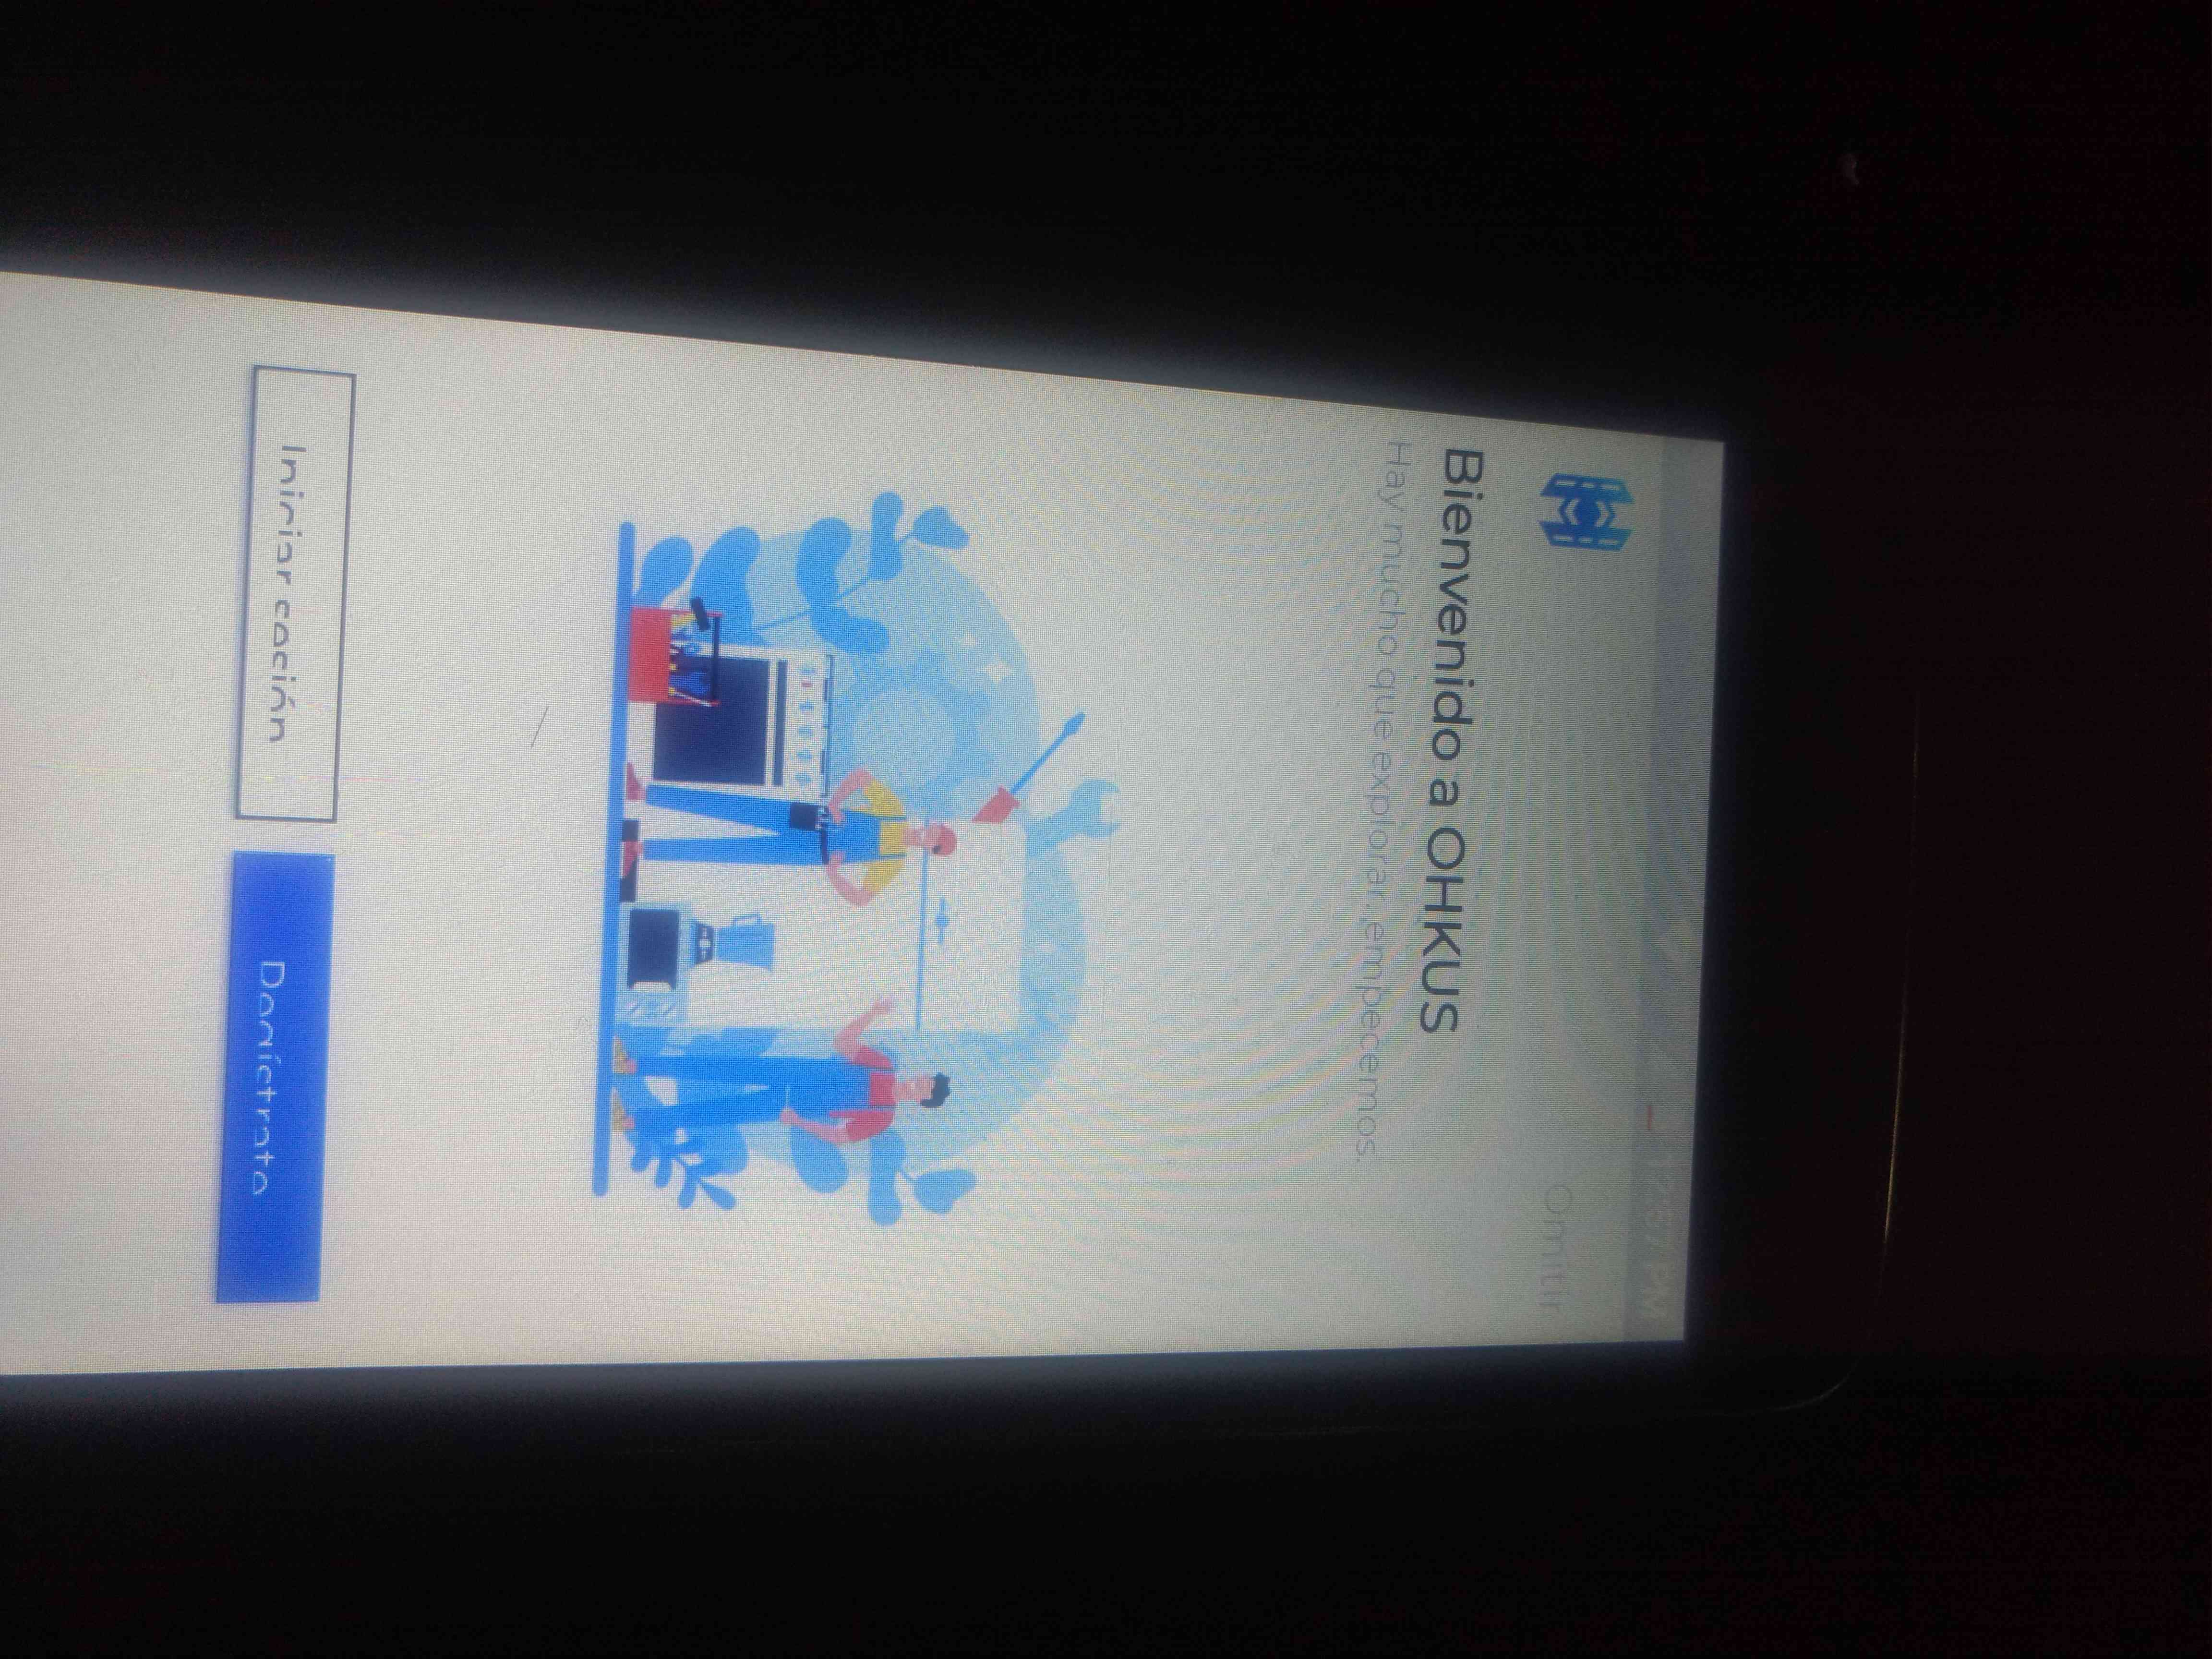 Omitir
Bienvenido a OHKUS
Hay mucho que explorar, empecemos.
Iniciar sesión
Regístrate